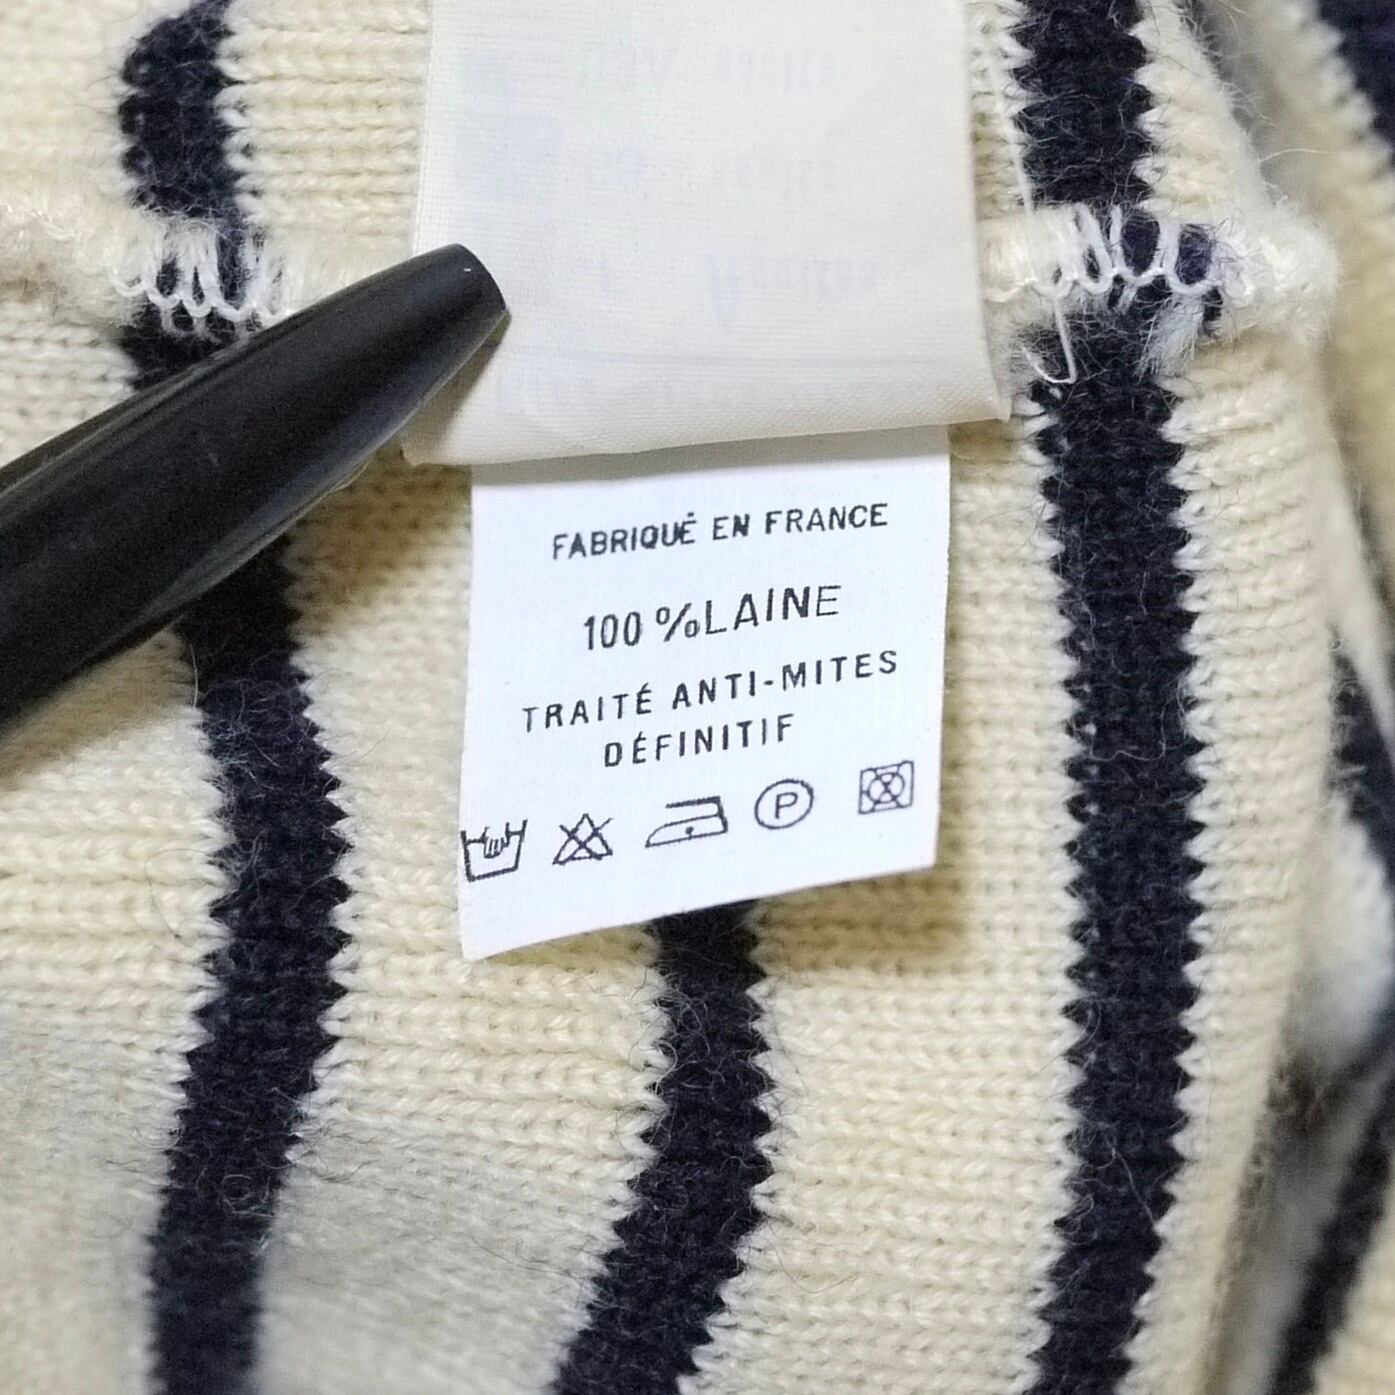 FABRIQUÉ EN FRANCE
100 % LAINE
TRAITÉ ANTI-MITES
DÉFINITIF
P